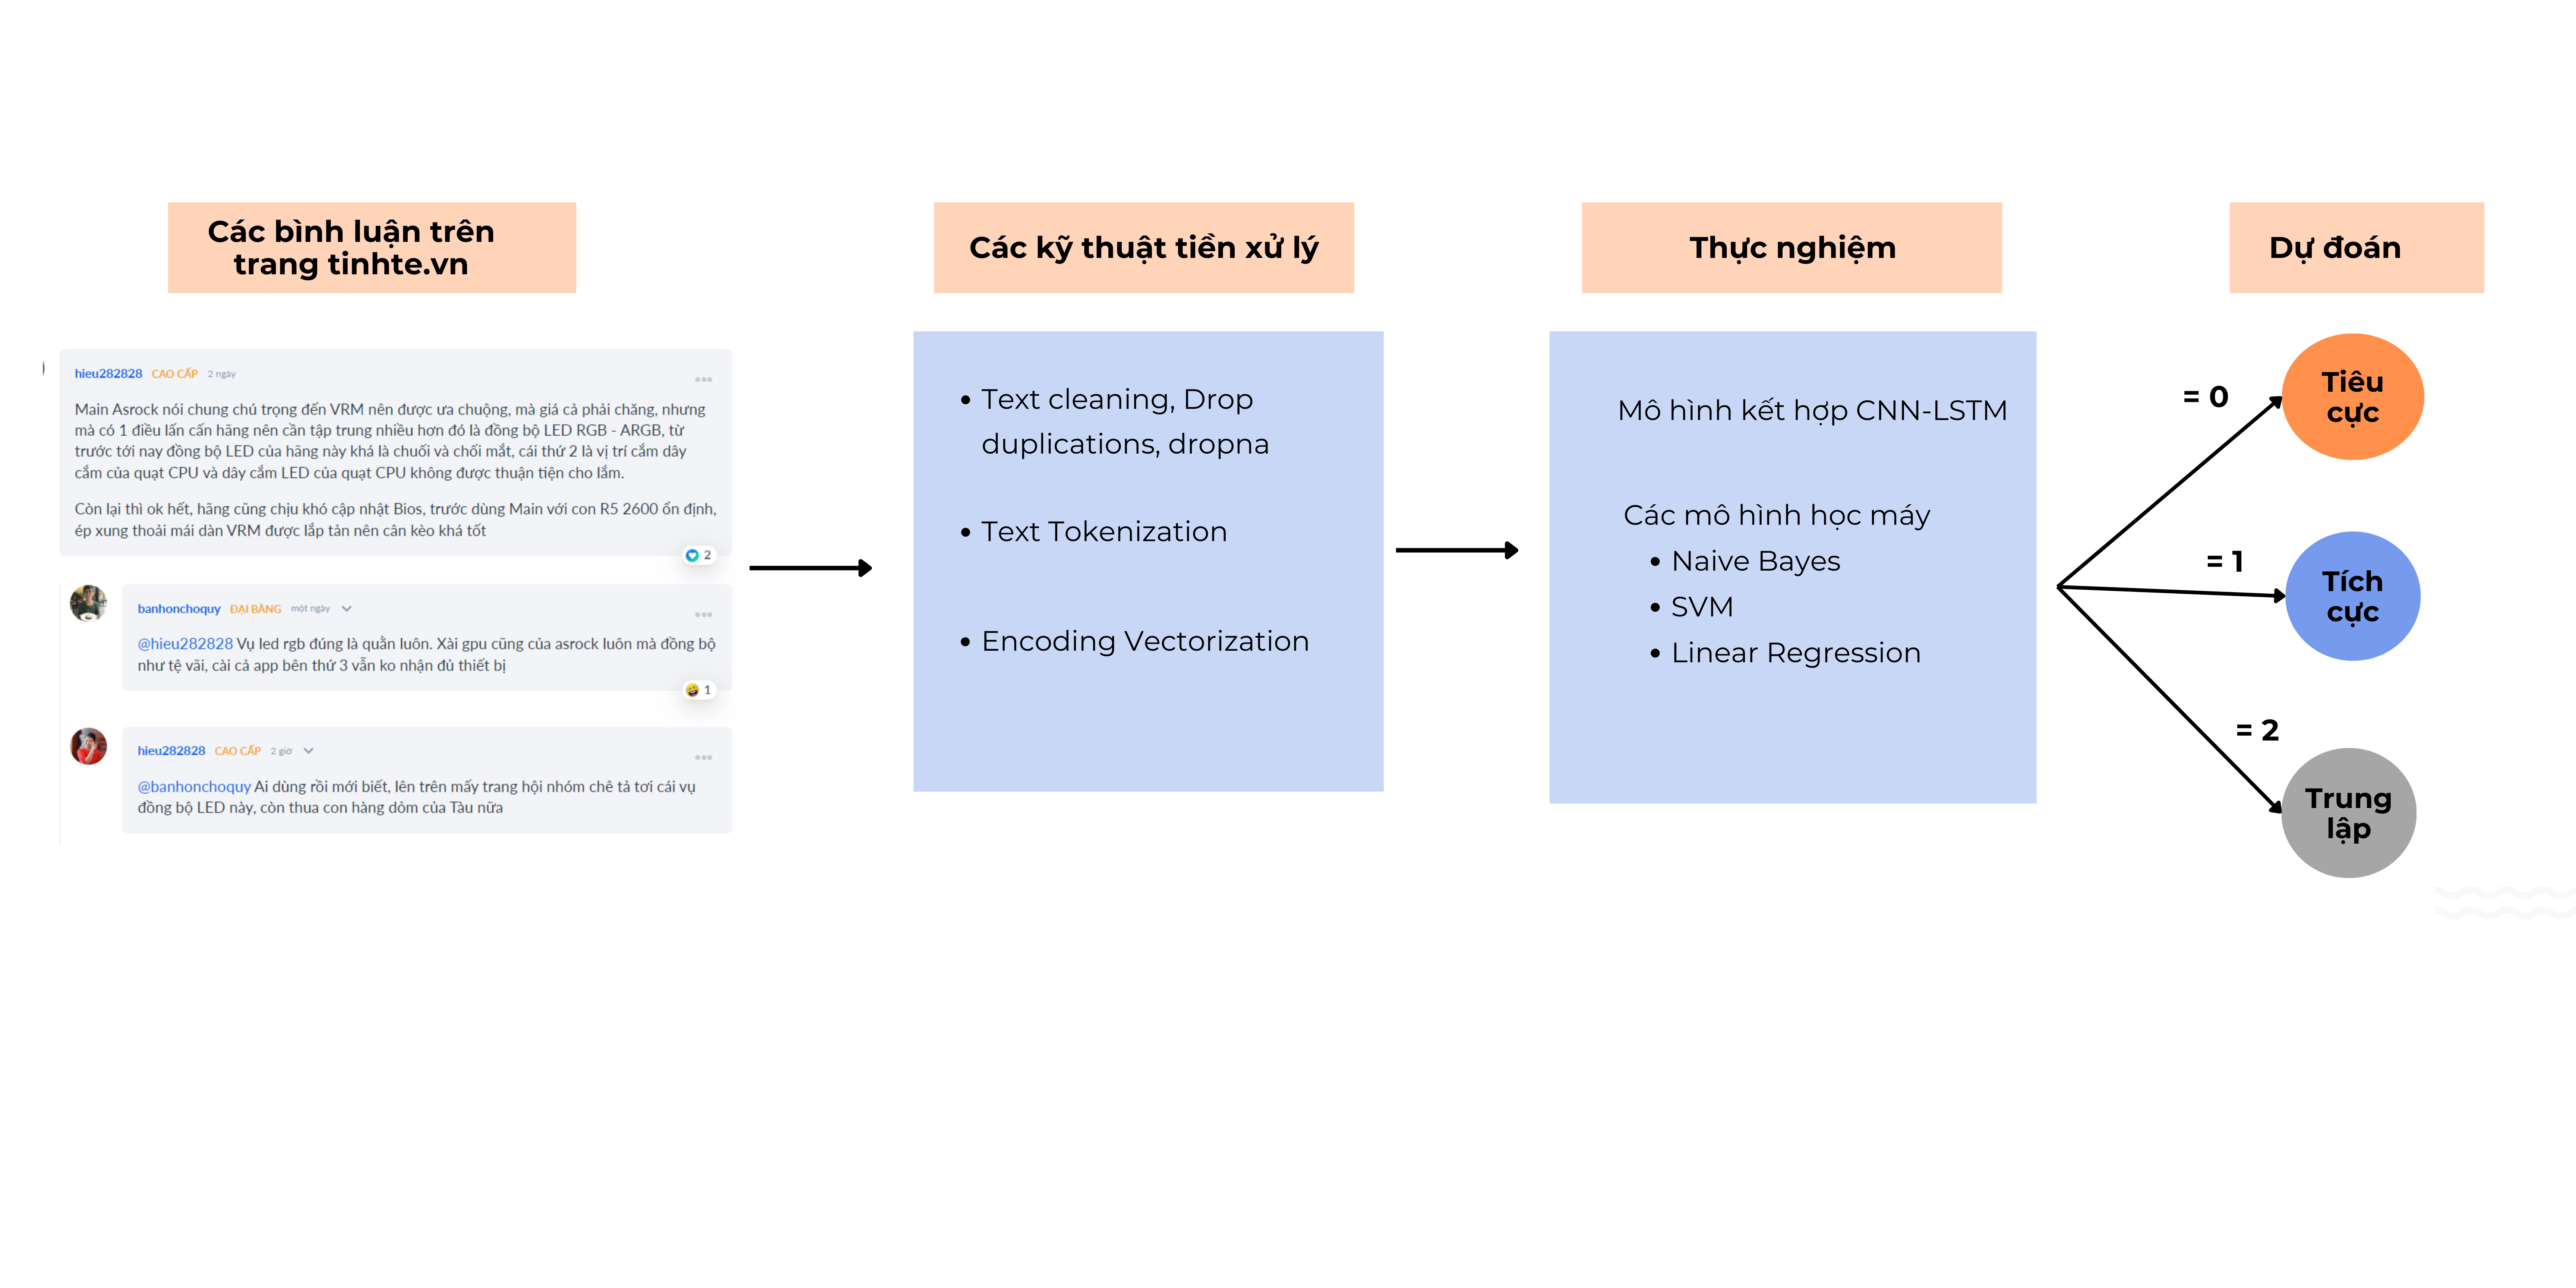 Các bình luận trên
trang tinhte.vn
hieu282828 CAO CẤP 2 ngày
Main Asrock nói chung chú trọng đến VRM nên được ưa chuộng, mà giá cả phải chăng, nhưng
mà có 1 điều lấn cấn hãng nên cần tập trung nhiều hơn đó là đồng bộ LED RGB - ARGB, từ
trước tới nay đồng bộ LED của hãng này khá là chuối và chối mắt, cái thứ 2 là vị trí cắm dây
cắm của quạt CPU và dây cắm LED của quạt CPU không được thuận tiện cho lắm.
Còn lại thì ok hết, hãng cũng chịu khó cập nhật Bios, trước dùng Main với con R5 2600 ổn định,
ép xung thoải mái dàn VRM được lắp tản nên cân kèo khá tốt
2
banhonchoquy ĐẠI BÀNG một ngày
@hieu282828 Vụ led rgb đúng là quằn luôn. Xài gpu cũng của asrock luôn mà đồng bộ
như tệ vãi, cài cả app bên thứ 3 vẫn ko nhận đủ thiết bị
1
hieu282828 CAO CẤP 2 giờ
@banhonchoquy Ai dùng rồi mới biết, lên trên mấy trang hội nhóm chê tả tơi cái vụ
đồng bộ LED này, còn thua con hàng dỏm của Tàu nữa
Các kỹ thuật tiền xử lý
• Text cleaning, Drop
duplications, dropna
• Text Tokenization
• Encoding Vectorization
Thực nghiệm
Mô hình kết hợp CNN-LSTM
Các mô hình học máy
• Naive Bayes
• SVM
• Linear Regression
Dự đoán
= 0
Tiêu
cực
= 1
Tích
cực
= 2
Trung
lập